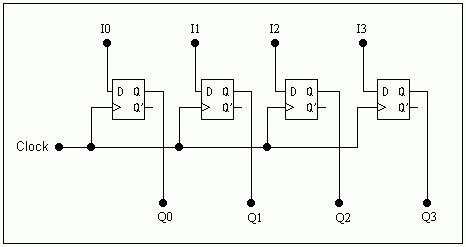 I0 I1 I2 I3
D Q D Q D Q D Q
Q' Q' Q' Q'
Clock
Q0 Q1 Q2 Q3